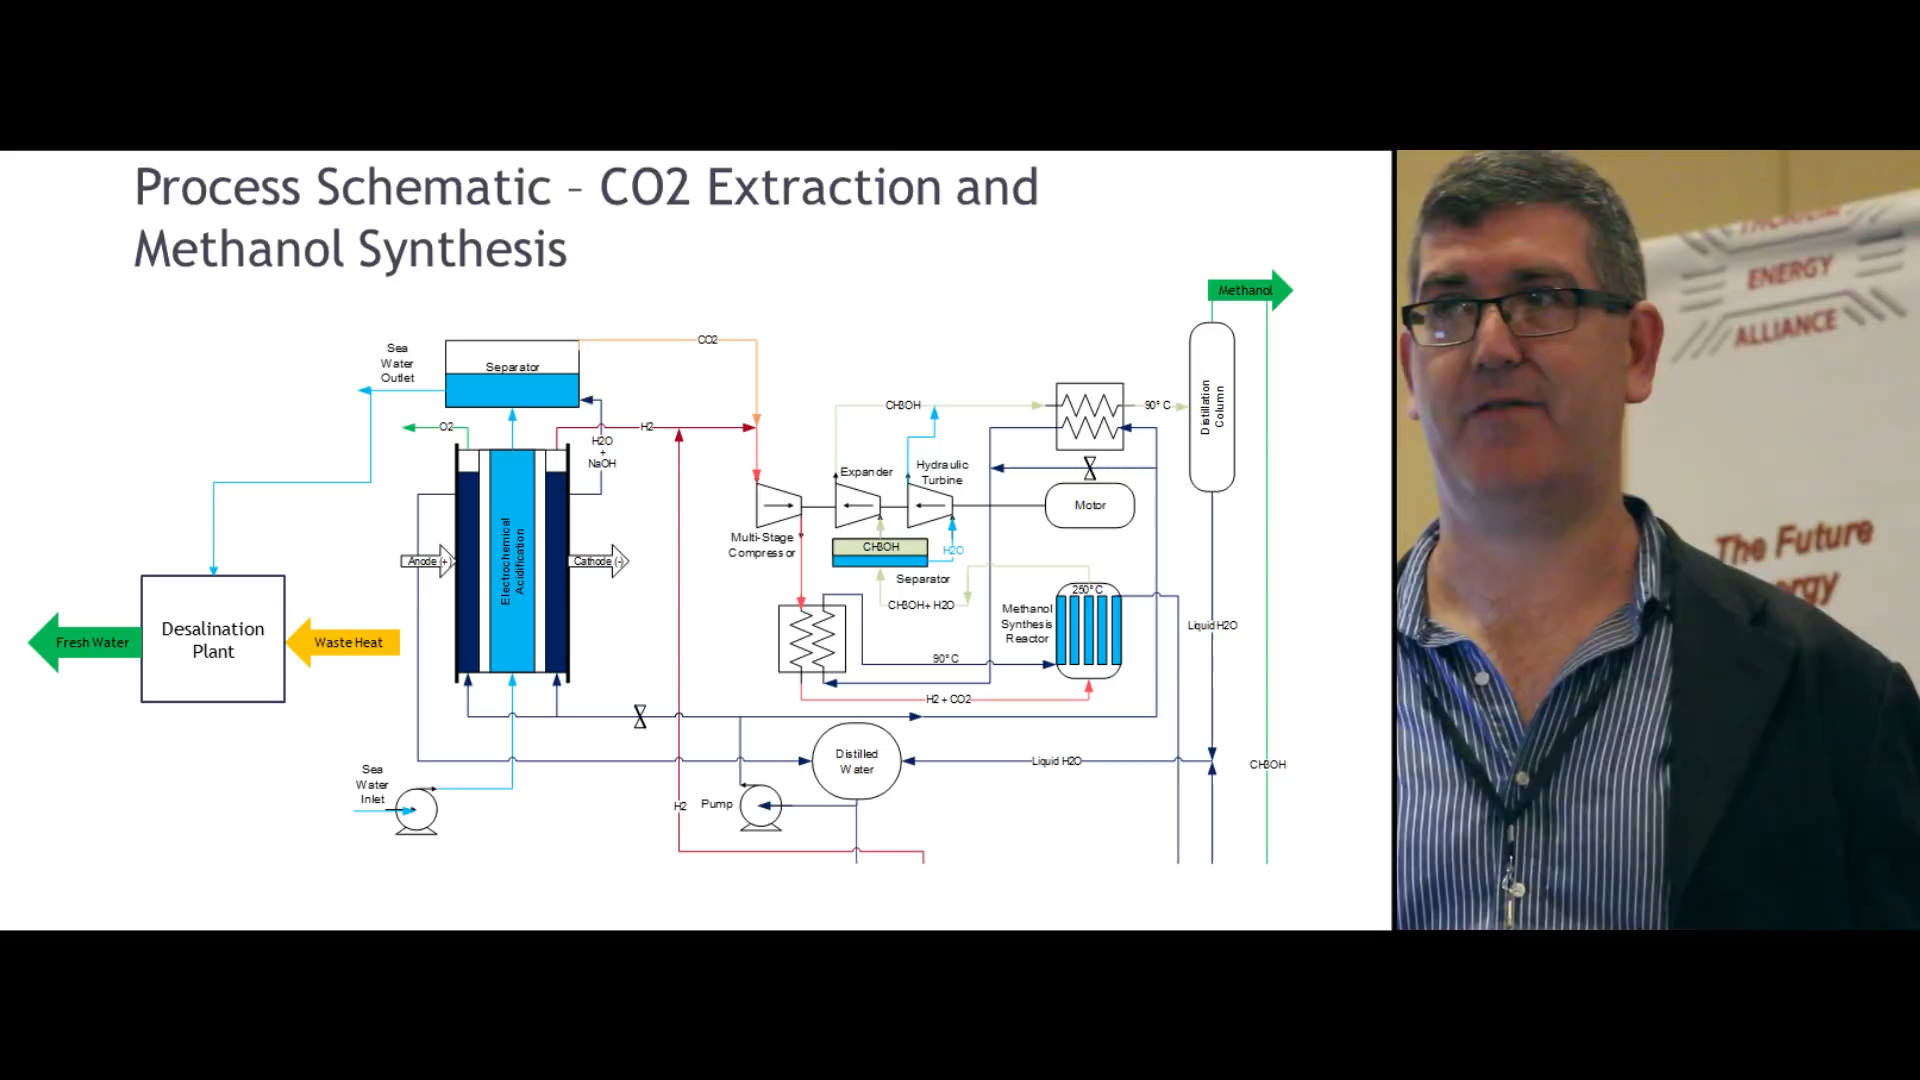 Process Schematic – CO2 Extraction and
Methanol Synthesis
Methanol
Sea
Water
Outlet
Separator
CO2
O2
H2
H2O
+
NaOH
CH3OH
90° C
Distillation
Column
Expander
Hydraulic
Turbine
Motor
Multi-Stage
Compressor
CH3OH
H2O
Separator
CH3OH + H2O
Electrochemical
Acidification
Anode (+)
Cathode (-)
250° C
Methanol
Synthesis
Reactor
Liquid H2O
Fresh Water
Desalination
Plant
Waste Heat
90° C
H2 + CO2
Distilled
Water
Liquid H2O
CH3OH
Sea
Water
Inlet
H2
Pump
ENERGY
ALLIANCE
The Future